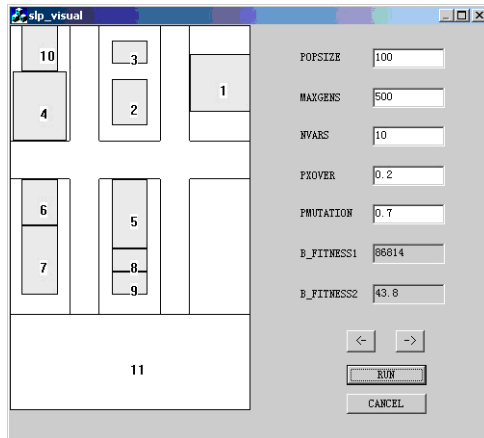 slp_visual
10
3
1
4
2
6
5
7
8
9
11
POPSIZE 100
MAXGENS 500
NVARS 10
PXOVER 0.2
PMUTATION 0.7
B_FITNESS1 86814
B_FITNESS2 43.8
<- ->
RUN
CANCEL